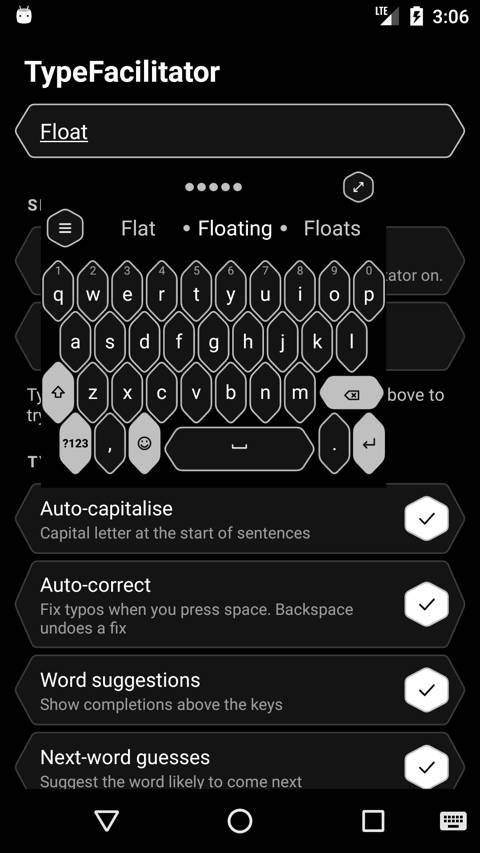 LTE 3:06
TypeFacilitator
Float
Flat • Floating • Floats
1 2 3 4 5 6 7 8 9 0
q w e r t y u i o p
ator on.
a s d f g h j k l
z x c v b n m
bove to
?123 , .
Auto-capitalise
Capital letter at the start of sentences
Auto-correct
Fix typos when you press space. Backspace
undoes a fix
Word suggestions
Show completions above the keys
Next-word guesses
Suggest the word likely to come next